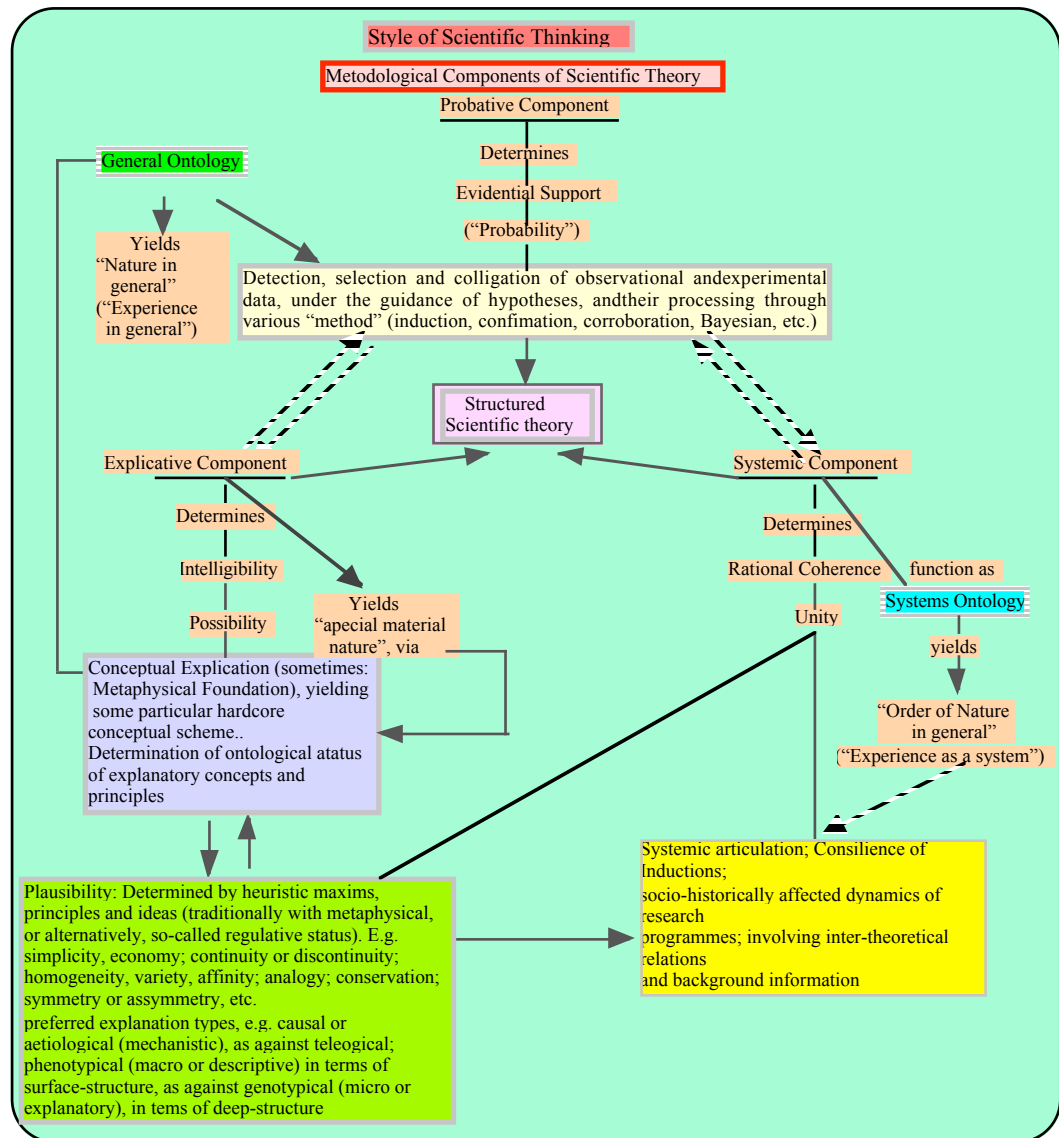 Style of Scientific Thinking
Metodological Components of Scientific Theory
Probative Component
Determines
Evidential Support
(“Probability”)
General Ontology
Yields
“Nature in
general”
(“Experience
in general”)
Detection, selection and colligation of observational andexperimental
data, under the guidance of hypotheses, andtheir processing through
various “method” (induction, confimation, corroboration, Bayesian, etc.)
Structured
Scientific theory
Explicative Component
Determines
Intelligibility
Possibility
Yields
“apecial material
nature”, via
Systemic Component
Determines
Rational Coherence
Unity
function as
Systems Ontology
yields
“Order of Nature
in general”
(“Experience as a system”)
Conceptual Explication (sometimes:
Metaphysical Foundation), yielding
some particular hardcore
conceptual scheme..
Determination of ontological atatus
of explanatory concepts and
principles
Plausibility: Determined by heuristic maxims,
principles and ideas (traditionally with metaphysical,
or alternatively, so-called regulative status). E.g.
simplicity, economy; continuity or discontinuity;
homogeneity, variety, affinity; analogy; conservation;
symmetry or assymmetry, etc.
preferred explanation types, e.g. causal or
aetiological (mechanistic), as against teleogical;
phenotypical (macro or descriptive) in terms of
surface-structure, as against genotypical (micro or
explanatory), in tems of deep-structure
Systemic articulation; Consilience of
Inductions;
socio-historically affected dynamics of
research
programmes; involving inter-theoretical
relations
and background information